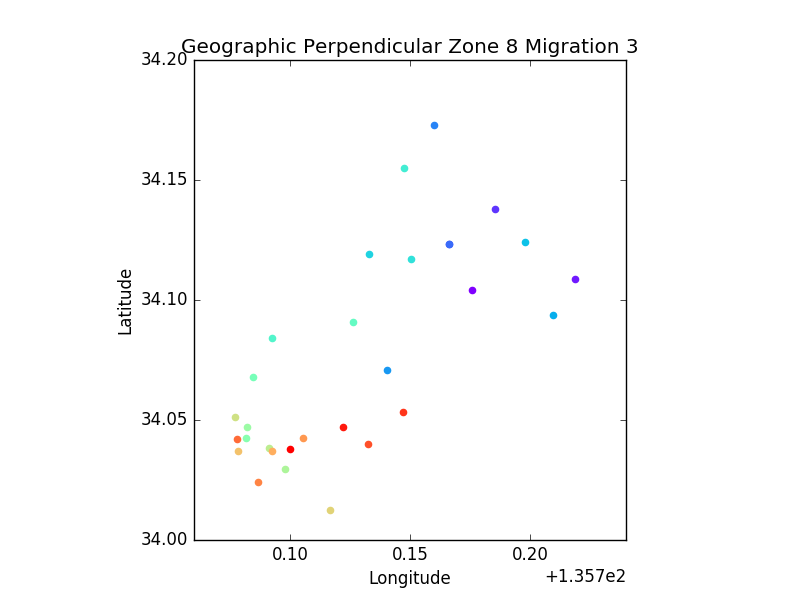 Geographic Perpendicular Zone 8 Migration 3
34.20
34.15
34.10
34.05
34.00
Latitude
0.10 0.15 0.20
Longitude
+1.357e2